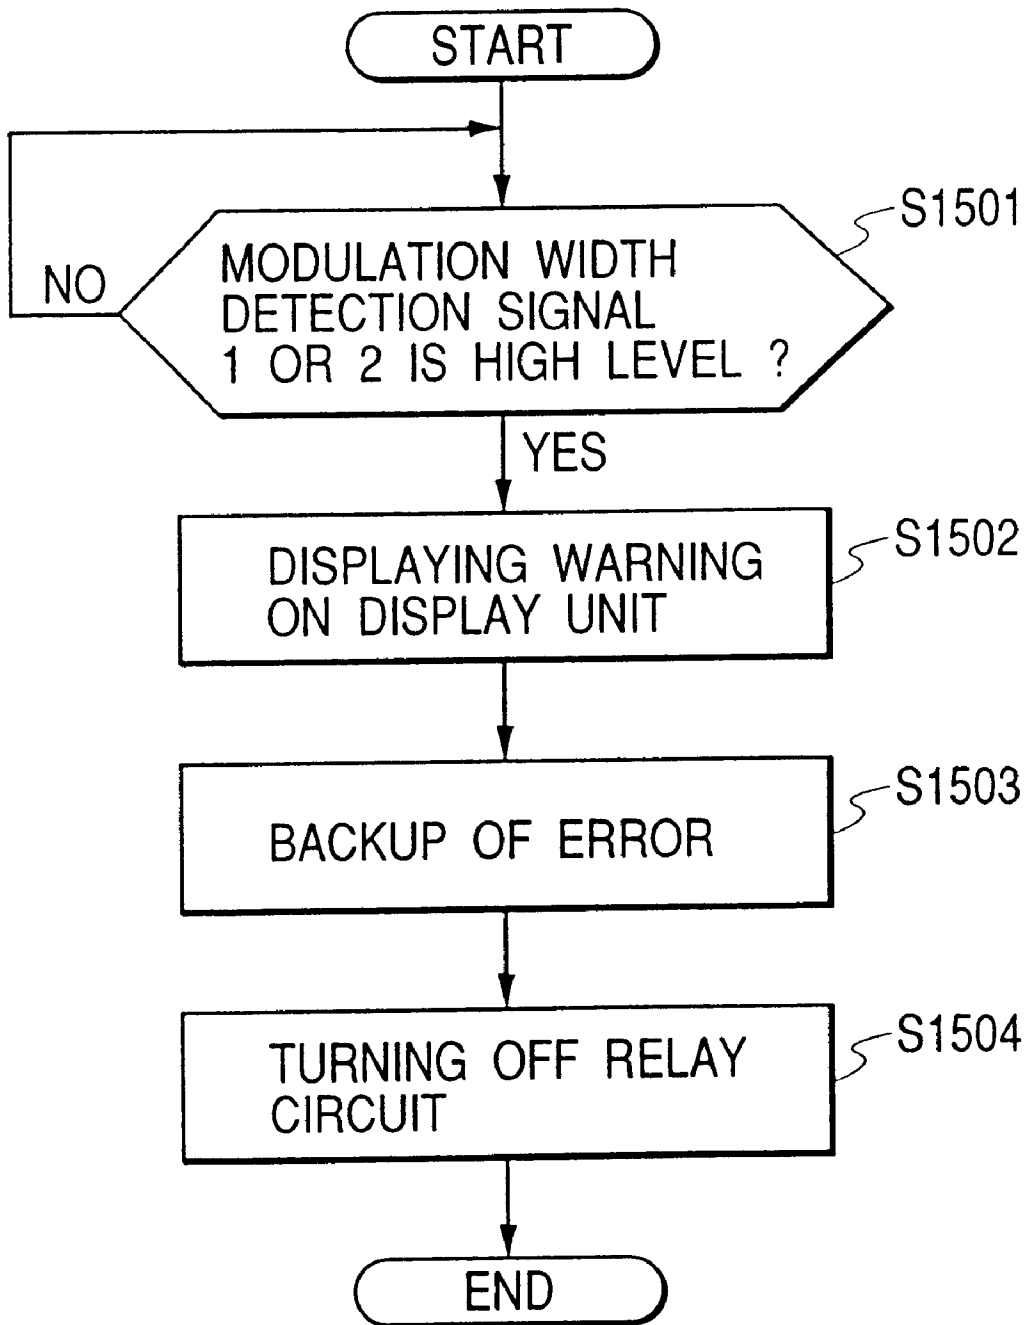 START
S1501
MODULATION WIDTH
DETECTION SIGNAL
1 OR 2 IS HIGH LEVEL ?
NO
YES
S1502
DISPLAYING WARNING
ON DISPLAY UNIT
S1503
BACKUP OF ERROR
S1504
TURNING OFF RELAY
CIRCUIT
END